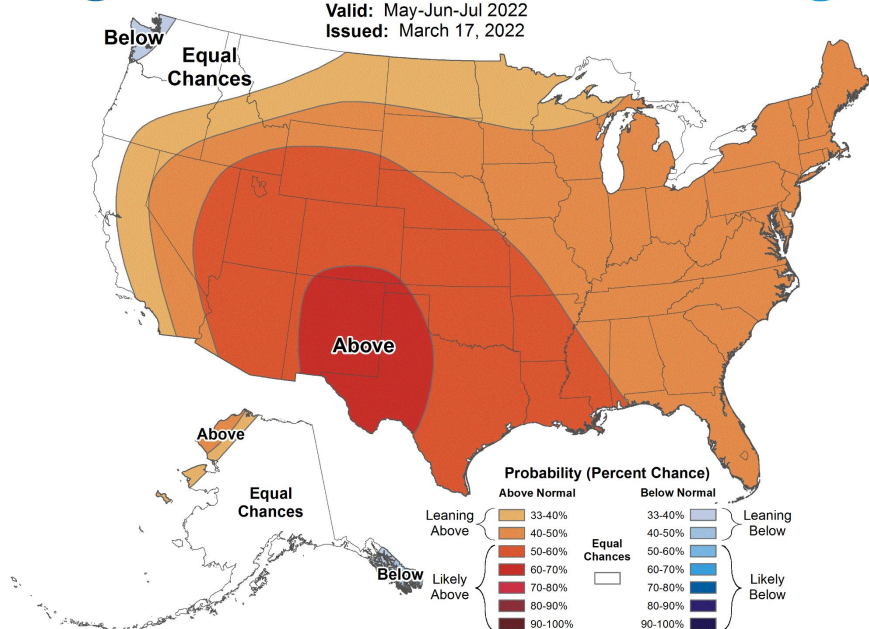 Valid: May-Jun-Jul 2022
Issued: March 17, 2022
Below
Equal
Chances
Above
Above
Equal
Chances
Below
Probability (Percent Chance)
Above Normal
Below Normal
Leaning
Above
33-40%
40-50%
Likely
Above
50-60%
60-70%
70-80%
80-90%
90-100%
Equal
Chances
33-40%
40-50%
Leaning
Below
50-60%
60-70%
70-80%
80-90%
90-100%
Likely
Below